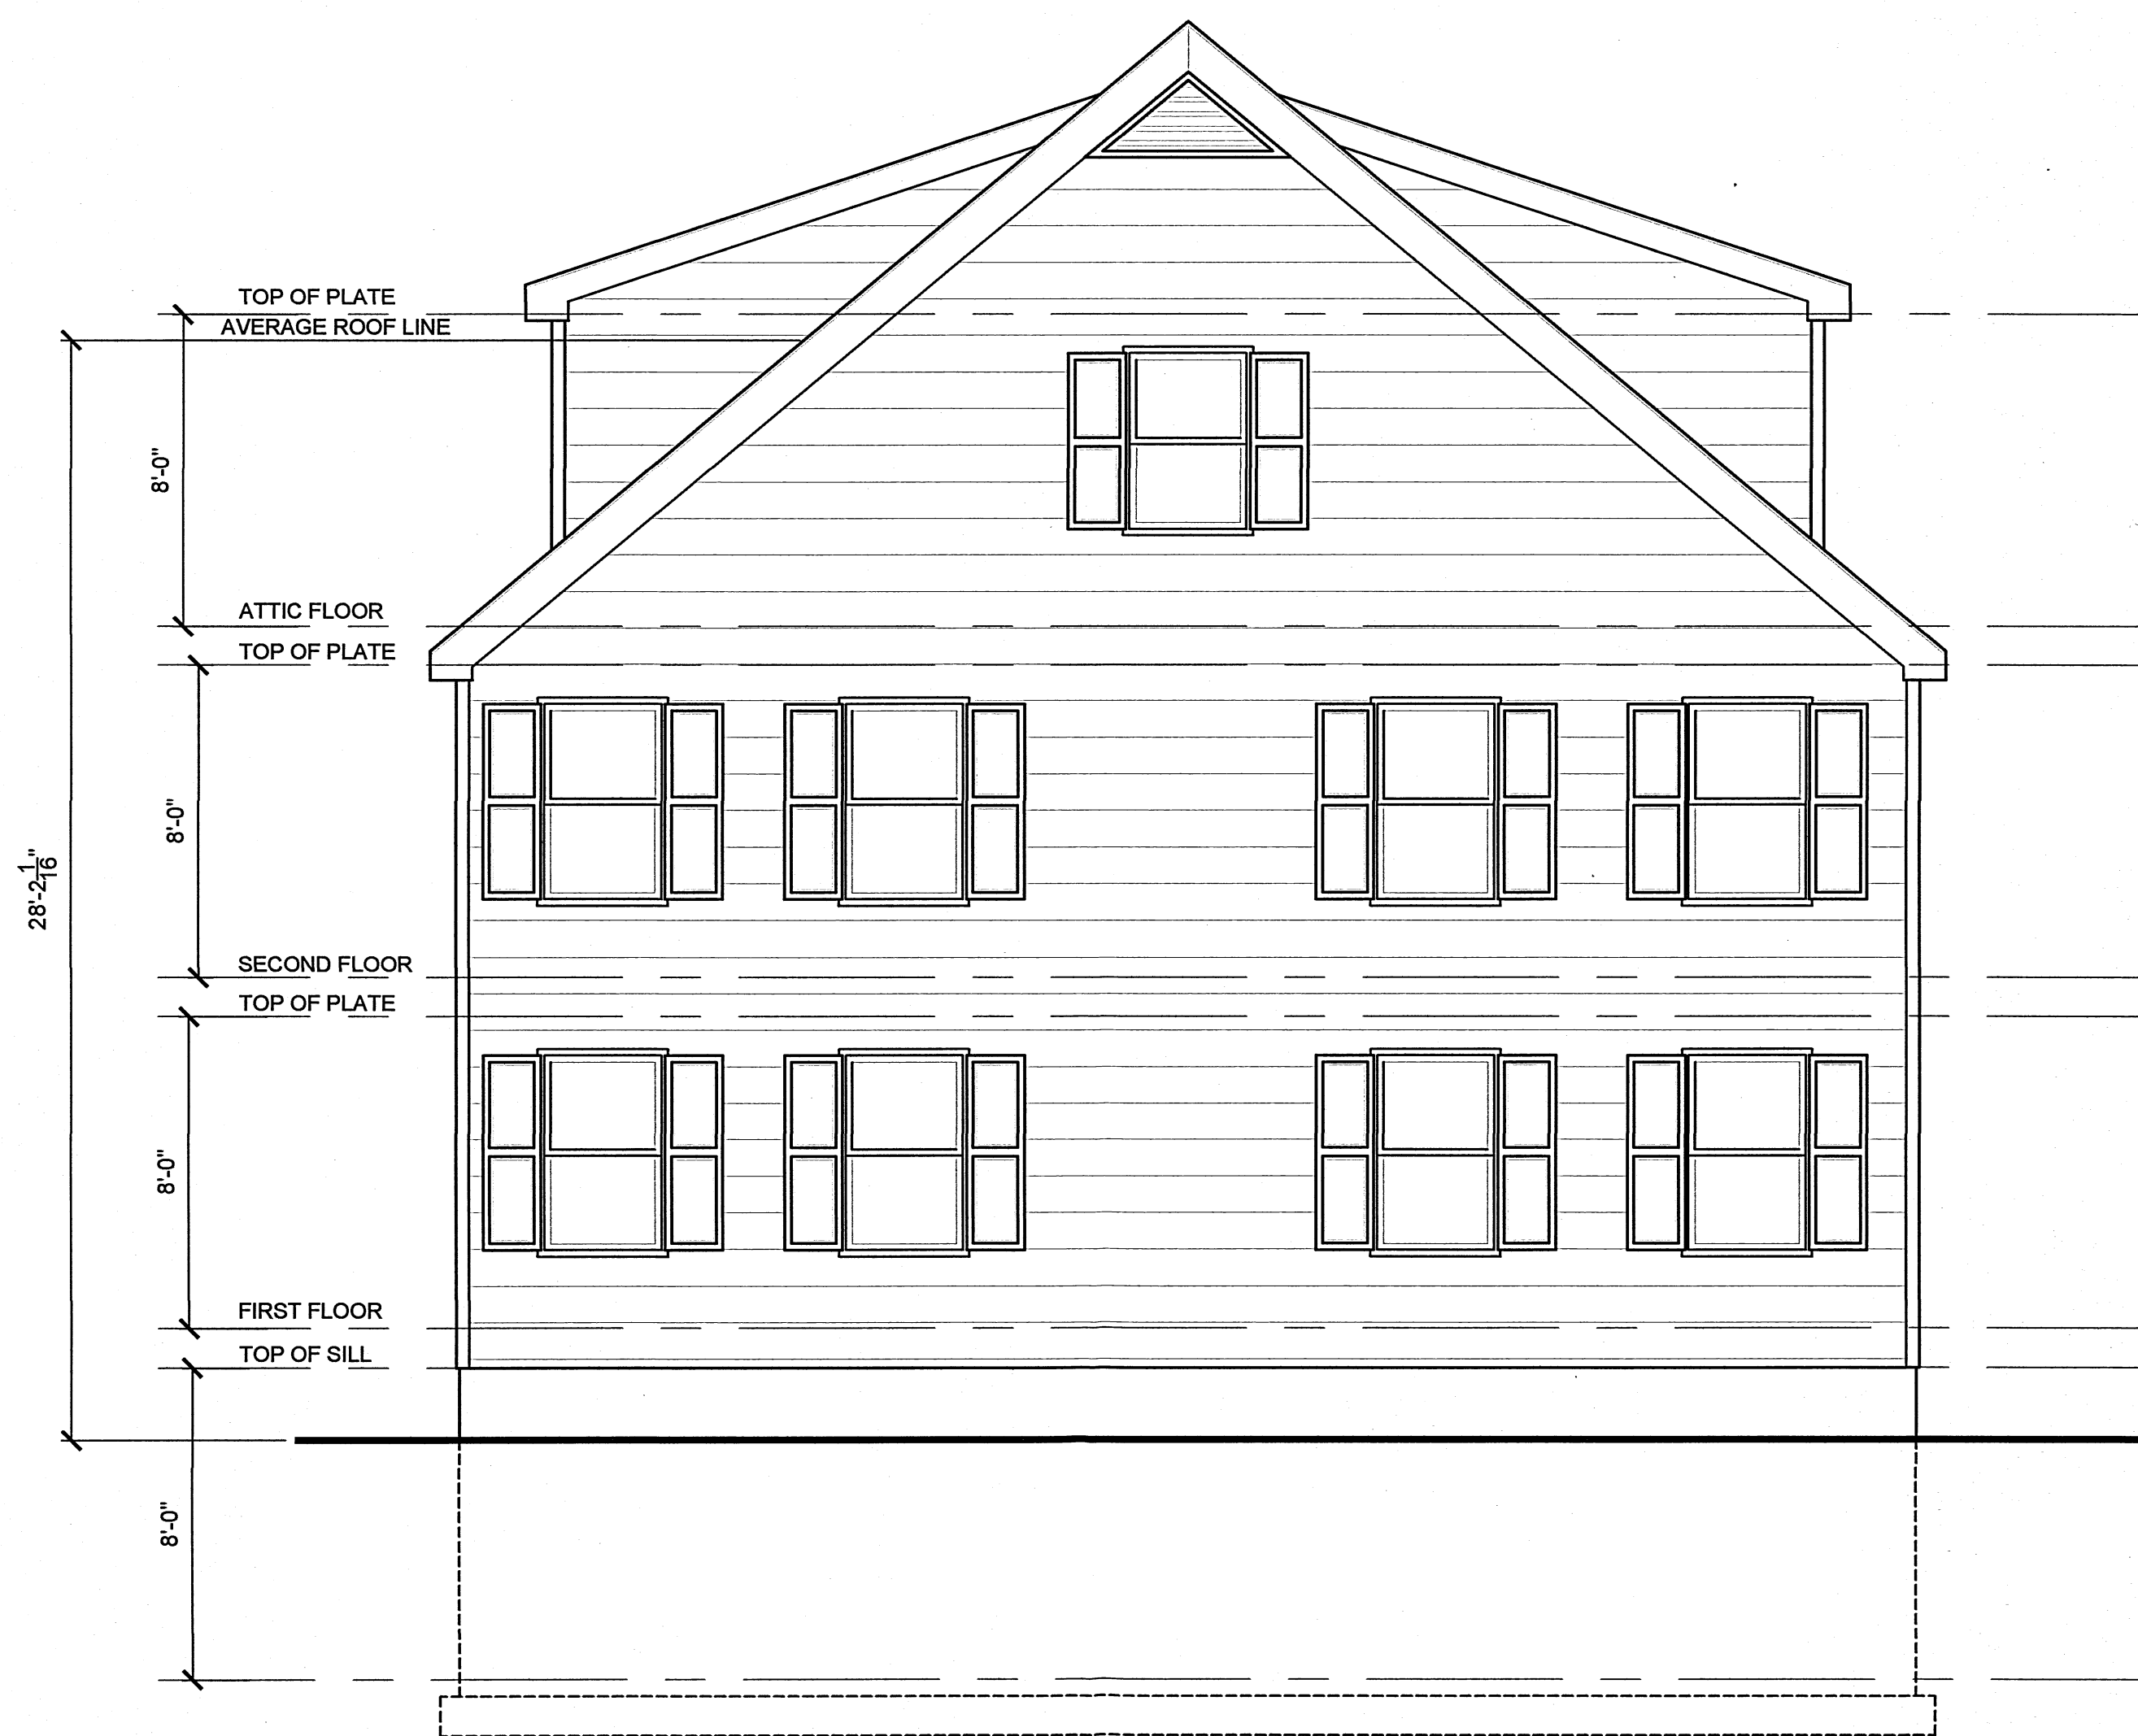 TOP OF PLATE
AVERAGE ROOF LINE
8'-0"
ATTIC FLOOR
TOP OF PLATE
8'-0"
28'-2 1/16"
SECOND FLOOR
TOP OF PLATE
8'-0"
FIRST FLOOR
TOP OF SILL
8'-0"